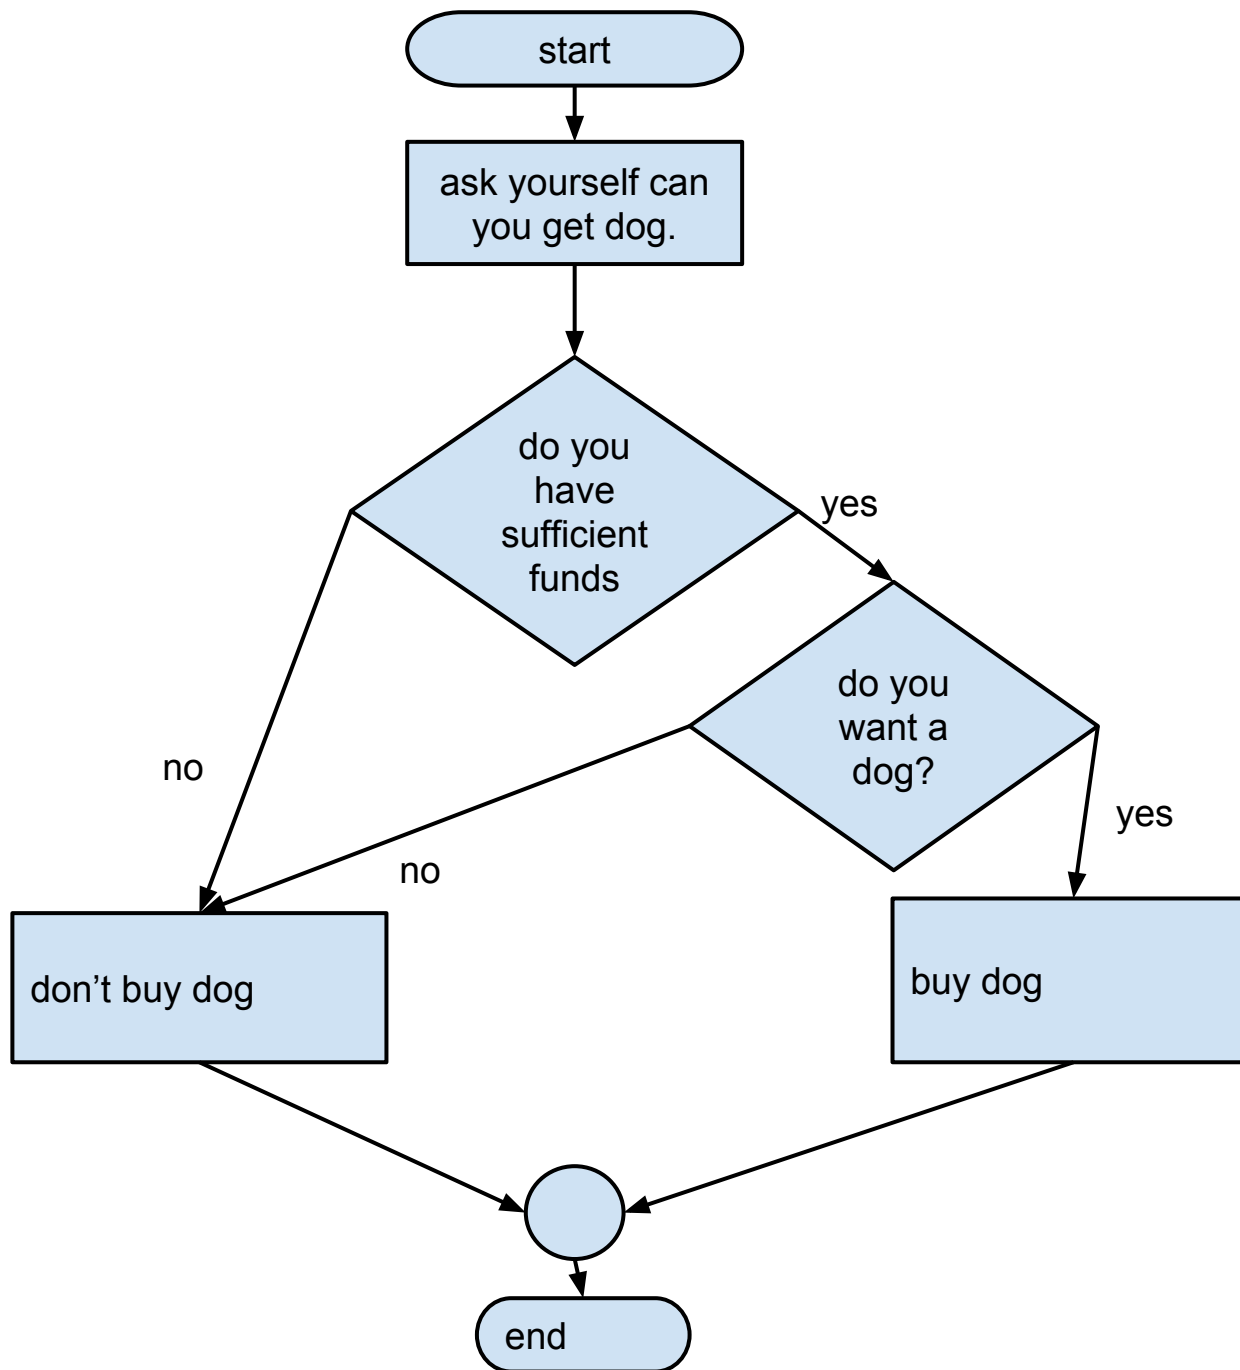 start
ask yourself can
you get dog.
do you
have
sufficient
funds
yes
do you
want a
dog?
no
yes
no
don’t buy dog
buy dog
end